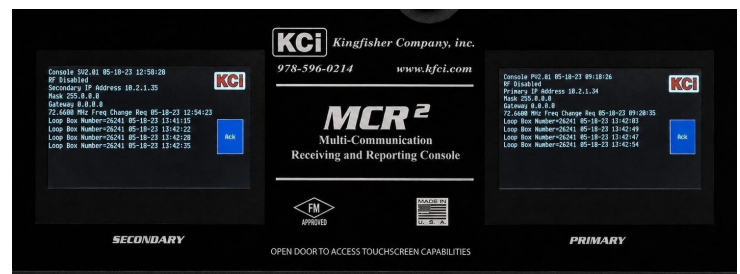 Console SV2.01 05-18-23 12:50:20
RF Disabled
Secondary IP Address 10.2.1.35
Mask 255.0.0.0
Gateway 0.0.0.0
72.6600 MHz Freq Change Req 05-18-23 12:54:23
Loop Box Number=26241 05-18-23 13:41:15
Loop Box Number=26241 05-18-23 13:42:22
Loop Box Number=26241 05-18-23 13:42:28
Loop Box Number=26241 05-18-23 13:42:35
KCi
Ack
SECONDARY
KCi Kingfisher Company, inc.
978-596-0214 www.kfci.com
MCR²
Multi-Communication
Receiving and Reporting Console
FM
APPROVED
MADE IN
U.S.A.
OPEN DOOR TO ACCESS TOUCHSCREEN CAPABILITIES
Console PV2.01 05-18-23 09:18:26
RF Disabled
Primary IP Address 10.2.1.34
Mask 255.0.0.0
Gateway 0.0.0.0
72.6600 MHz Freq Change Req 05-18-23 09:20:35
Loop Box Number=26241 05-18-23 13:42:03
Loop Box Number=26241 05-18-23 13:42:49
Loop Box Number=26241 05-18-23 13:42:47
Loop Box Number=26241 05-18-23 13:42:54
KCi
Ack
PRIMARY